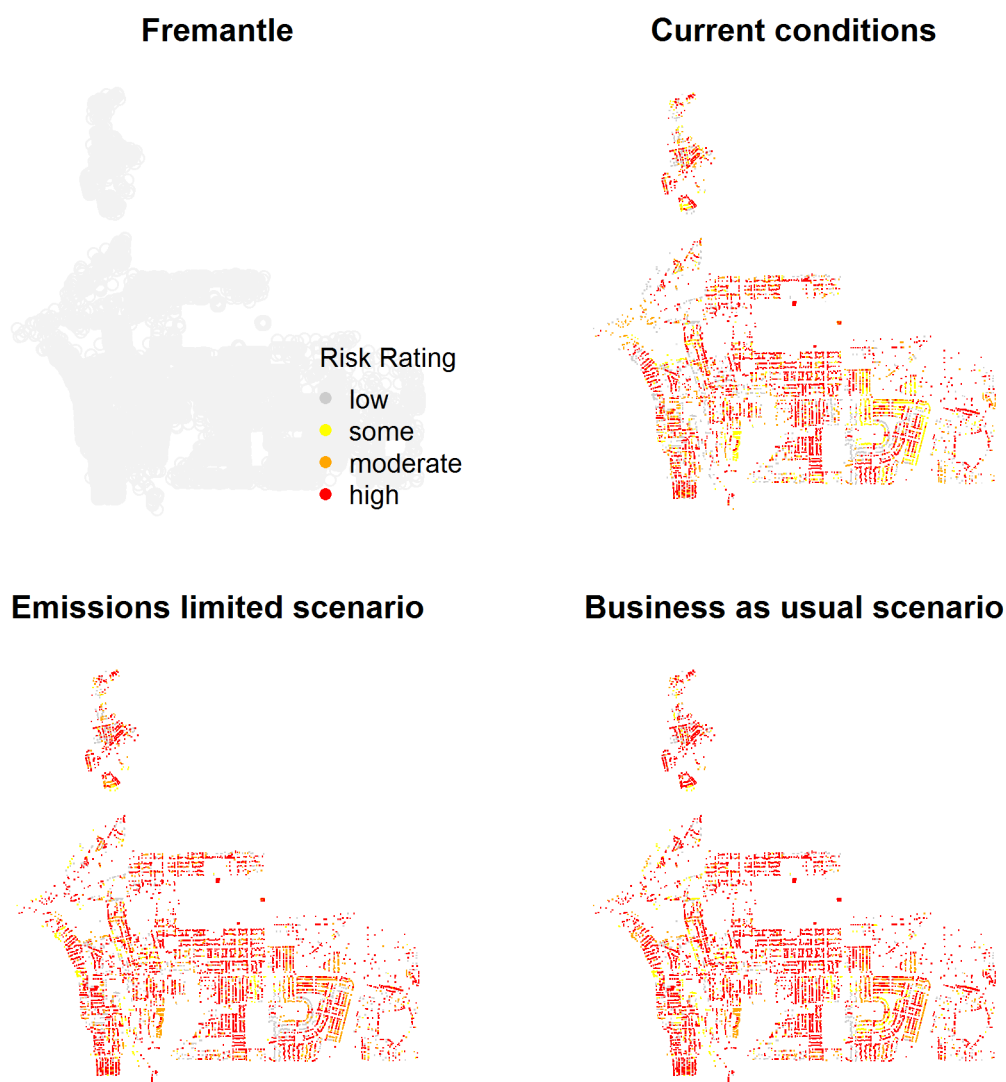 Fremantle
Current conditions
Risk Rating
low
some
moderate
high
Emissions limited scenario
Business as usual scenario